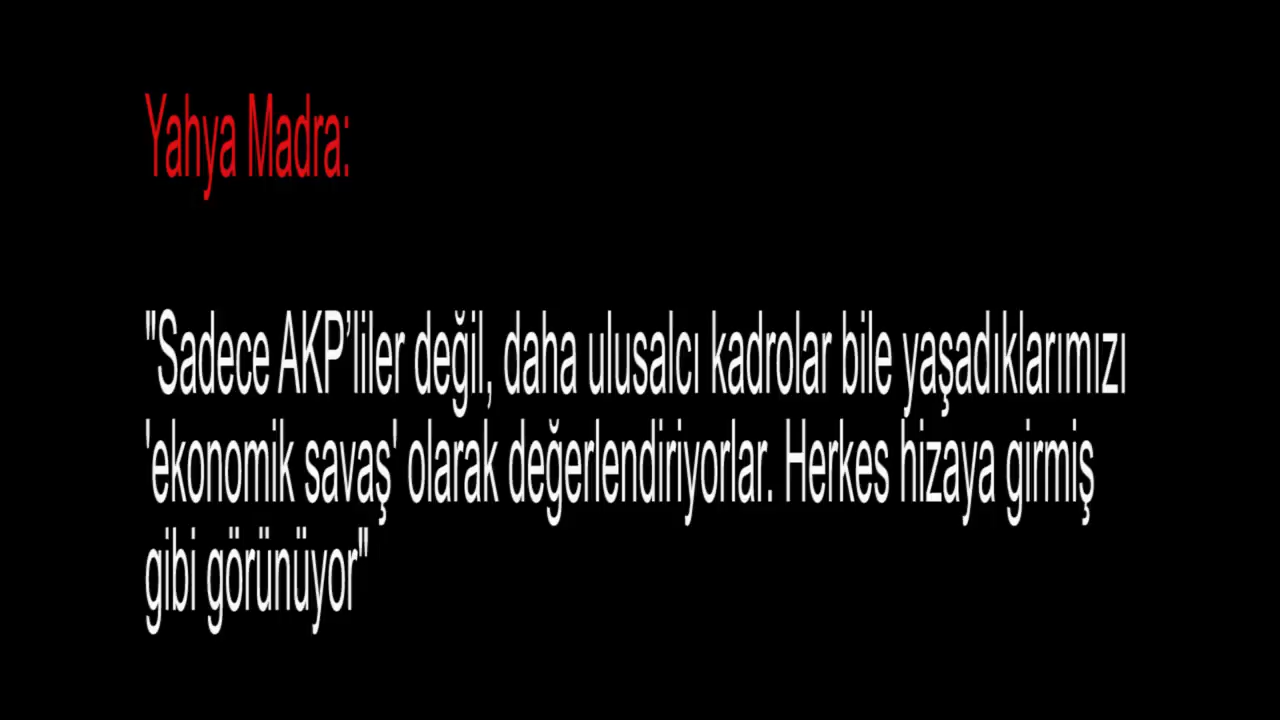 Yahya Madra:
"Sadece AKP’liler değil, daha ulusalcı kadrolar bile yaşadıklarımızı
'ekonomik savaş' olarak değerlendiriyorlar. Herkes hizaya girmiş
gibi görünüyor"